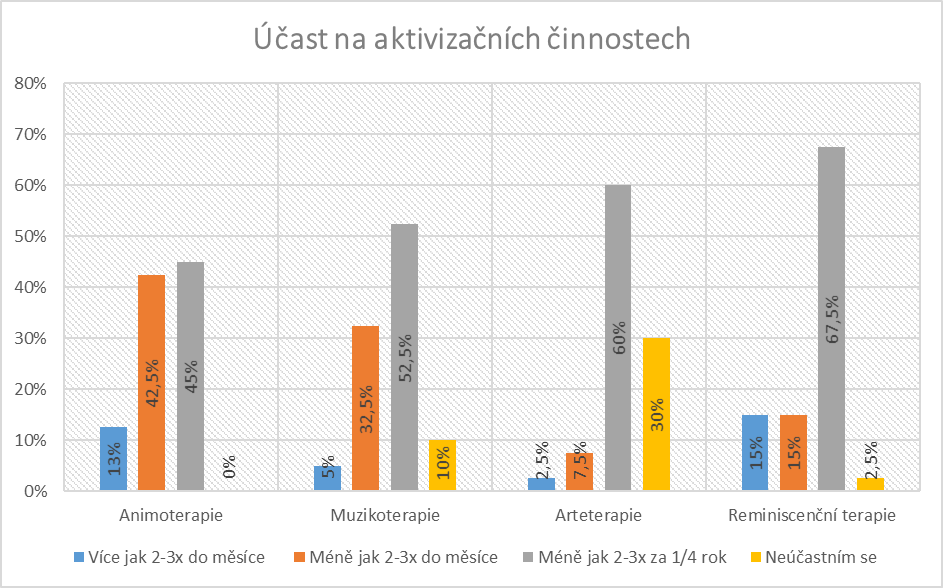 Účast na aktivizačních činnostech
80%
70%
60%
50%
40%
30%
20%
10%
0%
13%
42,5%
45%
0%
5%
32,5%
52,5%
10%
2,5%
7,5%
60%
30%
15%
15%
67,5%
2,5%
Animoterapie
Muzikoterapie
Arteterapie
Reminiscenční terapie
Více jak 2-3x do měsíce
Méně jak 2-3x do měsíce
Méně jak 2-3x za 1/4 rok
Neúčastním se